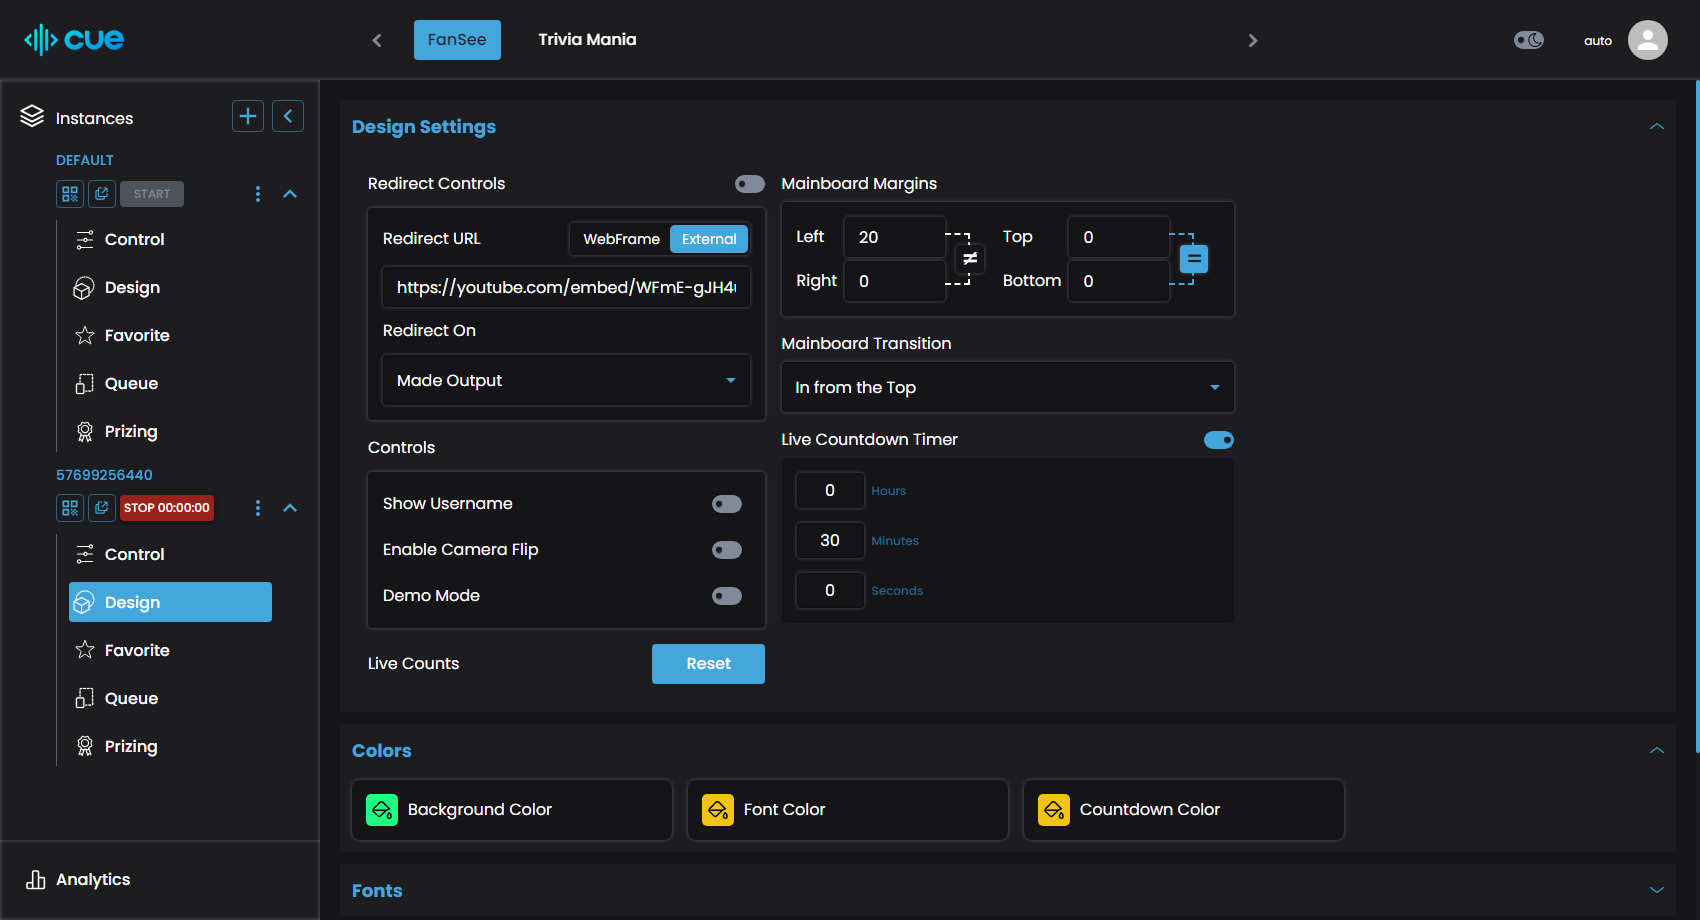 cue
FanSee
Trivia Mania
auto
Instances
DEFAULT
START
Control
Design
Favorite
Queue
Prizing
57699256440
STOP 00:00:00
Control
Design
Favorite
Queue
Prizing
Analytics
Design Settings
Redirect Controls
Redirect URL
WebFrame
External
https://youtube.com/embed/WFmE-gJH4
Redirect On
Made Output
Controls
Show Username
Enable Camera Flip
Demo Mode
Live Counts
Reset
Mainboard Margins
Left
20
Top
0
≠
=
Right
0
Bottom
0
Mainboard Transition
In from the Top
Live Countdown Timer
0 Hours
30 Minutes
0 Seconds
Colors
Background Color
Font Color
Countdown Color
Fonts